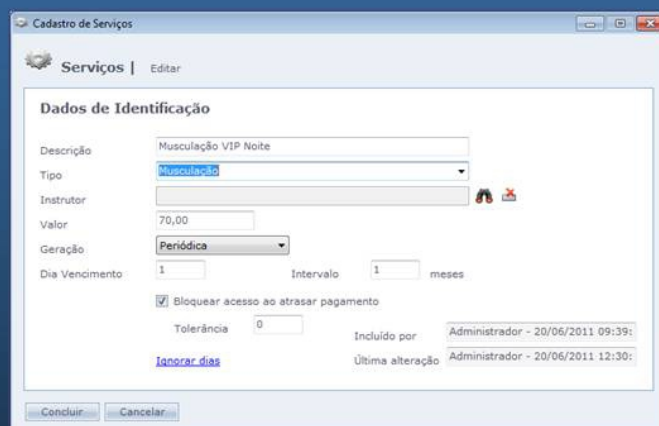 Cadastro de Serviços
Serviços | Editar
Dados de Identificação
Descrição Musculação VIP Noite
Tipo Musculação
Instrutor
Valor 70,00
Geração Periódica
Dia Vencimento 1 Intervalo 1 meses
Bloquear acesso ao atrasar pagamento
Tolerância 0
Incluído por Administrador - 20/06/2011 09:39:
Ignorar dias Última alteração Administrador - 20/06/2011 12:30:
Concluir Cancelar